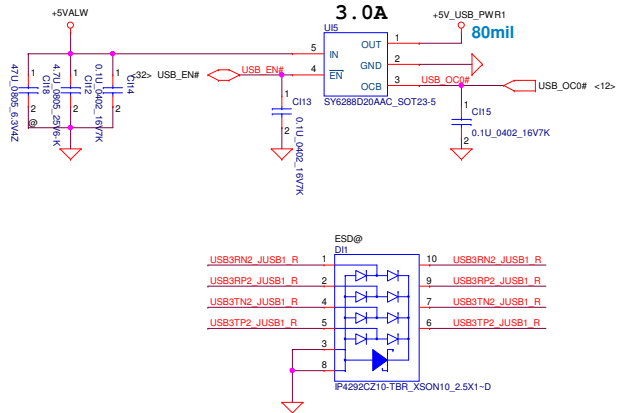 3.0A
+5VALW
UI5
+5V_USB_PWR1
80mil
5 IN
OUT 1
GND 2
<32> USB_EN#
USB_EN# 4 EN
OCB 3
USB_OC0#
USB_OC0# <12>
SY6288D20AAC_SOT23-5
1
2
CI18
47U_0805_6.3V4Z
@
1
2
CI12
4.7U_0805_25V6-K
1
2
CI14
0.1U_0402_16V7K
1
CI13
2
0.1U_0402_16V7K
1
CI15
2
0.1U_0402_16V7K
ESD@
DI1
USB3RN2_JUSB1_R 1
10 USB3RN2_JUSB1_R
USB3RP2_JUSB1_R 2
9 USB3RP2_JUSB1_R
USB3TN2_JUSB1_R 4
7 USB3TN2_JUSB1_R
USB3TP2_JUSB1_R 5
6 USB3TP2_JUSB1_R
3
8
IP4292CZ10-TBR_XSON10_2.5X1~D